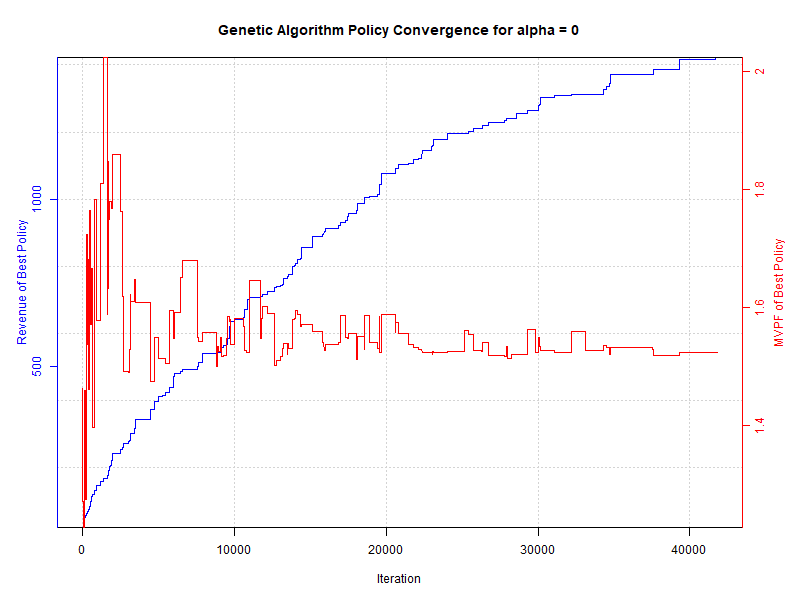 Genetic Algorithm Policy Convergence for alpha = 0
Revenue of Best Policy
1000
500
2
1.8
1.6
1.4
MVPF of Best Policy
0 10000 20000 30000 40000
Iteration